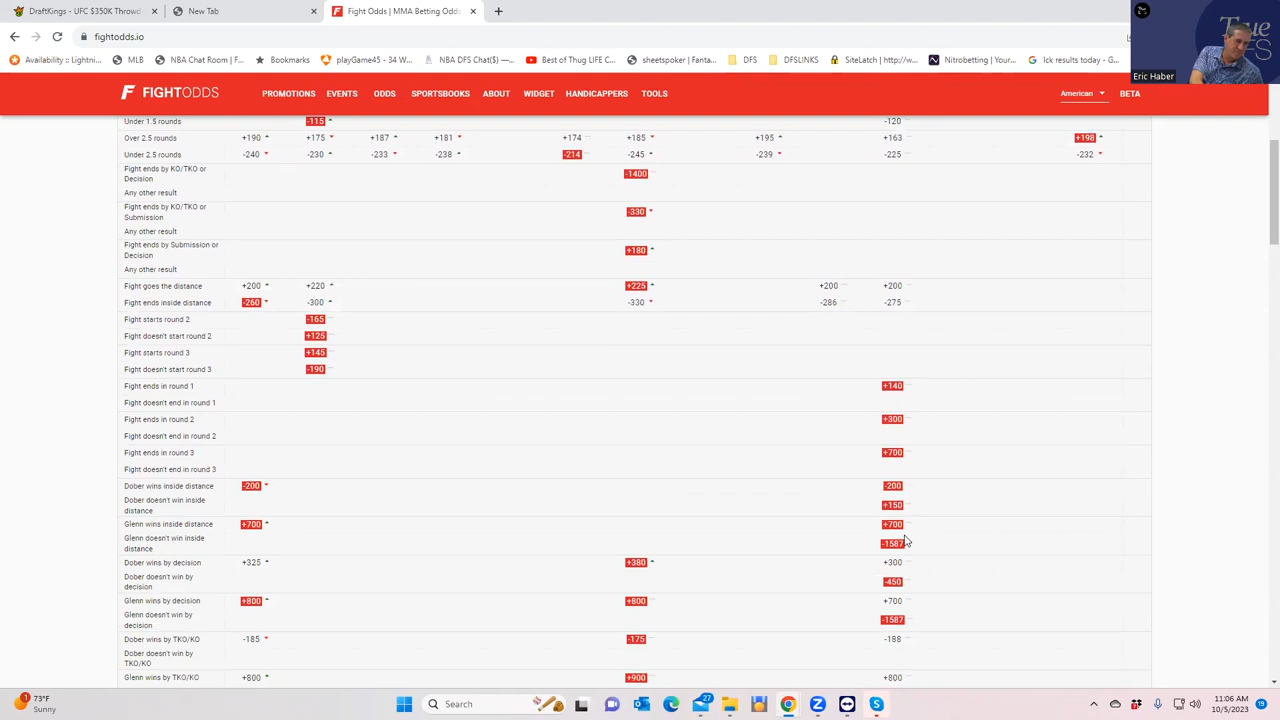 DraftKings - UFC $350K Throwd
New Tab
Fight Odds | MMA Betting Odds
fightodds.io
Availability :: Lightni...
MLB
NBA Chat Room
Bookmarks
playGame45 - 34 W...
NBA DFS Chat($) —...
Best of Thug LIFE C...
sheetspoker | Fanta...
DFS
DFSLINKS
SiteLatch | http://w...
Nitrobetting | Your...
Ick results today - G...
Eric Haber
FIGHTODDS
PROMOTIONS EVENTS ODDS SPORTSBOOKS ABOUT WIDGET HANDICAPPERS TOOLS
American
BETA
Under 1.5 rounds -115 -120
Over 2.5 rounds +190 +175 +187 +181 +174 +185 +195 +163 +198
Under 2.5 rounds -240 -230 -233 -238 -214 -245 -239 -225 -232
Fight ends by KO/TKO or
Decision -1400
Any other result
Fight ends by KO/TKO or
Submission -330
Any other result
Fight ends by Submission or
Decision +180
Any other result
Fight goes the distance +200 +220 +225 +200 +200
Fight ends inside distance -260 -300 -330 -286 -275
Fight starts round 2 -165
Fight doesn't start round 2 +125
Fight starts round 3 +145
Fight doesn't start round 3 -190
Fight ends in round 1 +140
Fight doesn't end in round 1
Fight ends in round 2 +300
Fight doesn't end in round 2
Fight ends in round 3 +700
Fight doesn't end in round 3
Dober wins inside distance -200 -200
Dober doesn't win inside
distance +150
Glenn wins inside distance +700 +700
Glenn doesn't win inside
distance -1587
Dober wins by decision +325 +380 +300
Dober doesn't win by
decision -450
Glenn wins by decision +800 +800 +700
Glenn doesn't win by
decision -1587
Dober wins by TKO/KO -185 -175 -188
Dober doesn't win by
TKO/KO
Glenn wins by TKO/KO +800 +900 +800
1
73°F
Sunny
Search
27
11:06 AM
10/5/2023
19